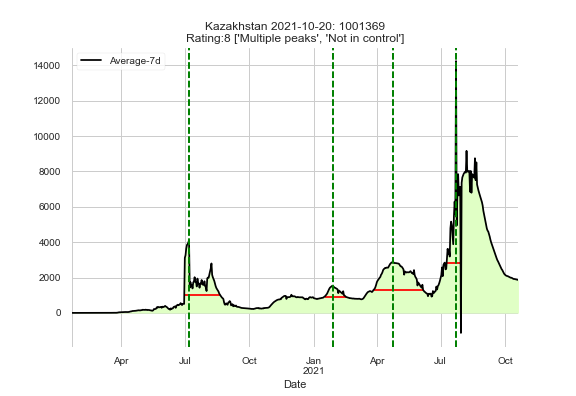 Kazakhstan 2021-10-20: 1001369
Rating:8 ['Multiple peaks', 'Not in control']
Average-7d
14000
12000
10000
8000
6000
4000
2000
0
Apr Jul Oct Jan Apr Jul Oct
2021
Date